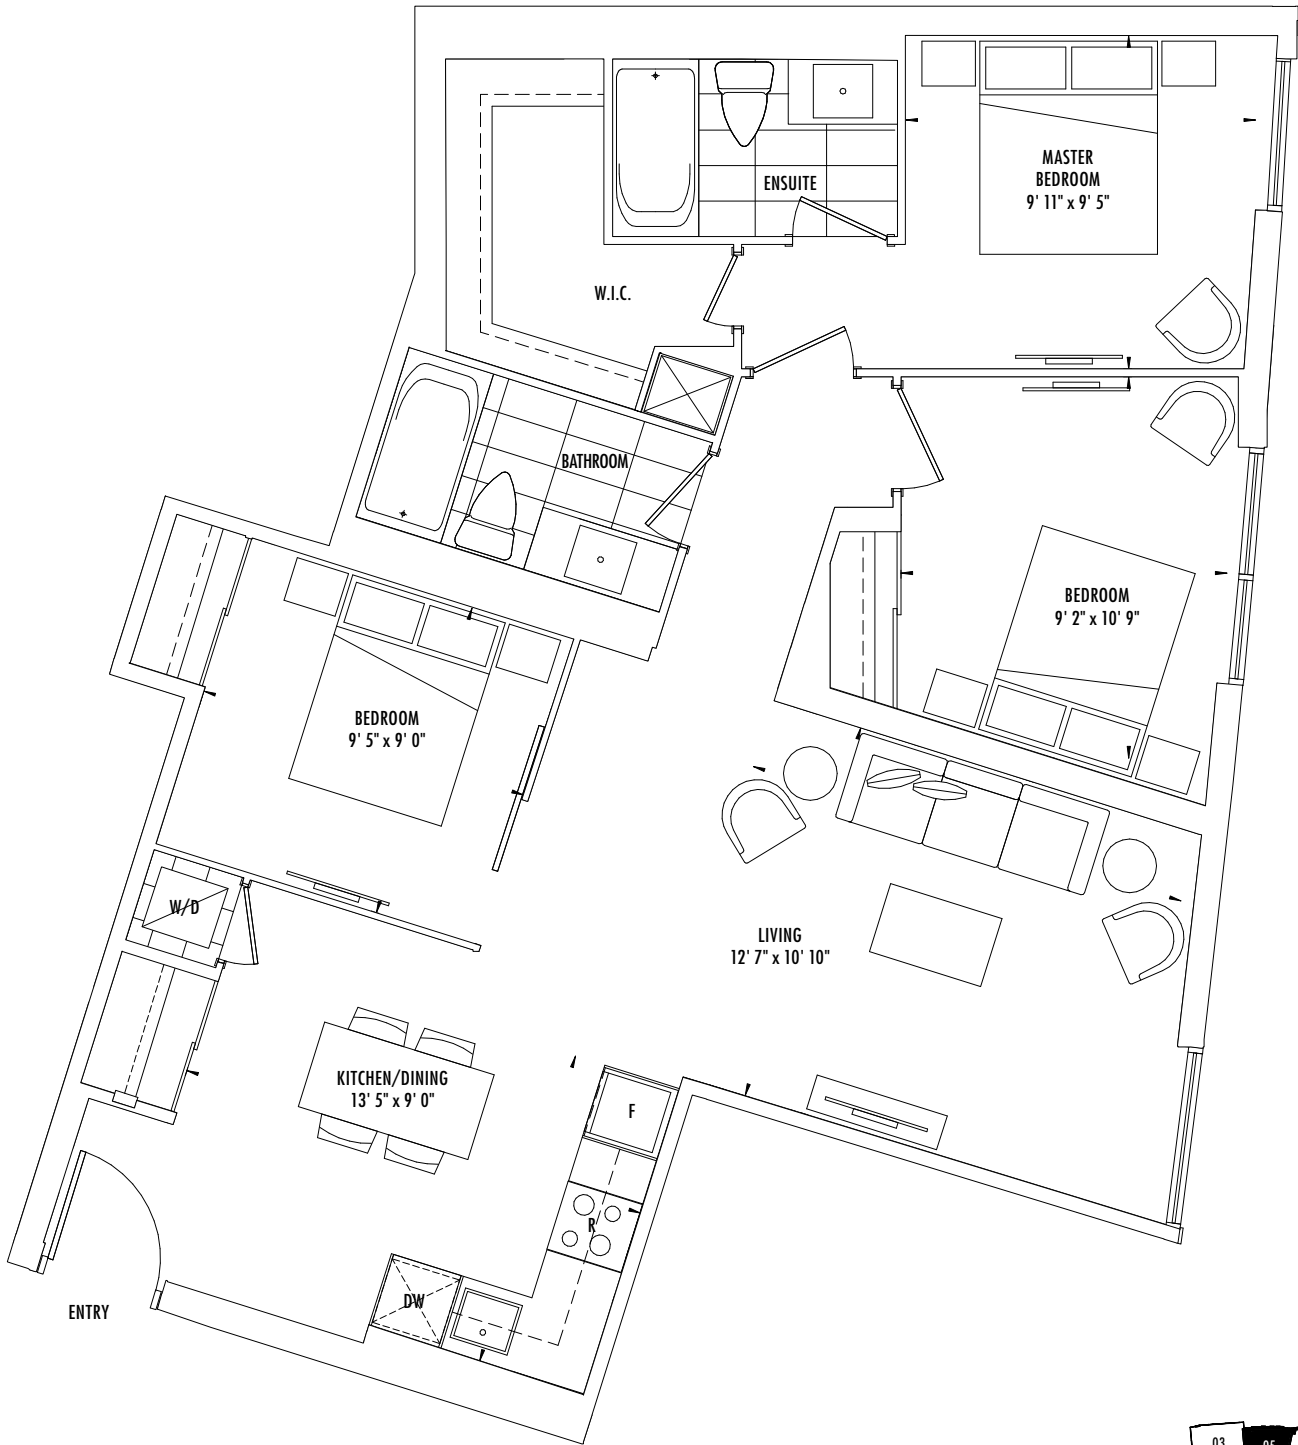 MASTER
BEDROOM
9' 11" x 9' 5"
ENSUITE
W.I.C.
BATHROOM
BEDROOM
9' 2" x 10' 9"
BEDROOM
9' 5" x 9' 0"
W/D
LIVING
12' 7" x 10' 10"
KITCHEN/DINING
13' 5" x 9' 0"
F
R
DW
ENTRY
03